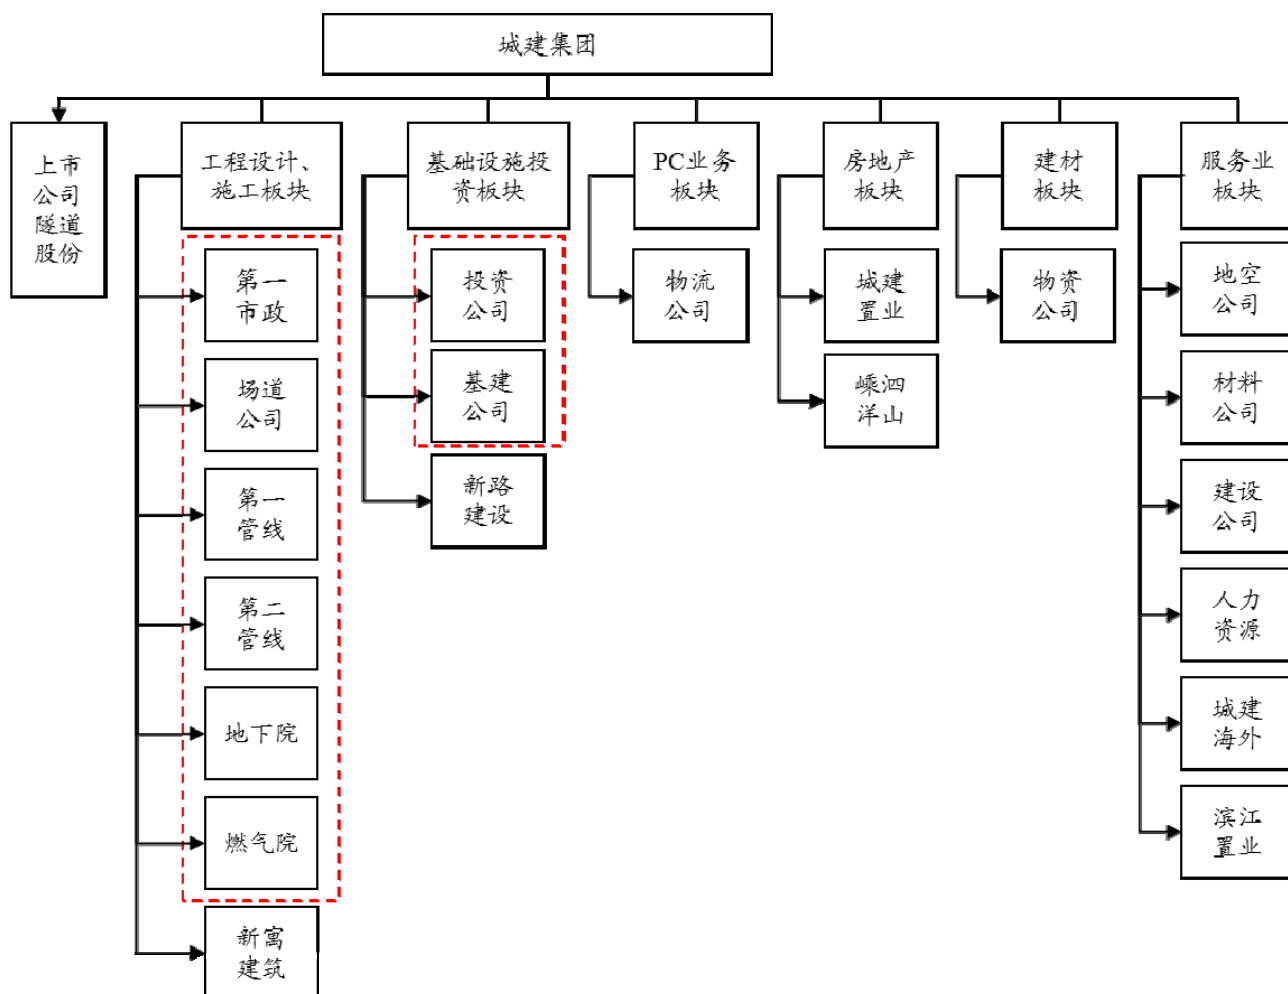 城建集团
上市
公司
隧道
股份
工程设计、
施工板块
第一
市政
场道
公司
第一
管线
第二
管线
地下院
燃气院
新寓
建筑
基础设施投
资板块
投资
公司
基建
公司
新路
建设
PC业务
板块
物流
公司
房地产
板块
城建
置业
嵊泗
洋山
建材
板块
物资
公司
服务业
板块
地空
公司
材料
公司
建设
公司
人力
资源
城建
海外
滨江
置业